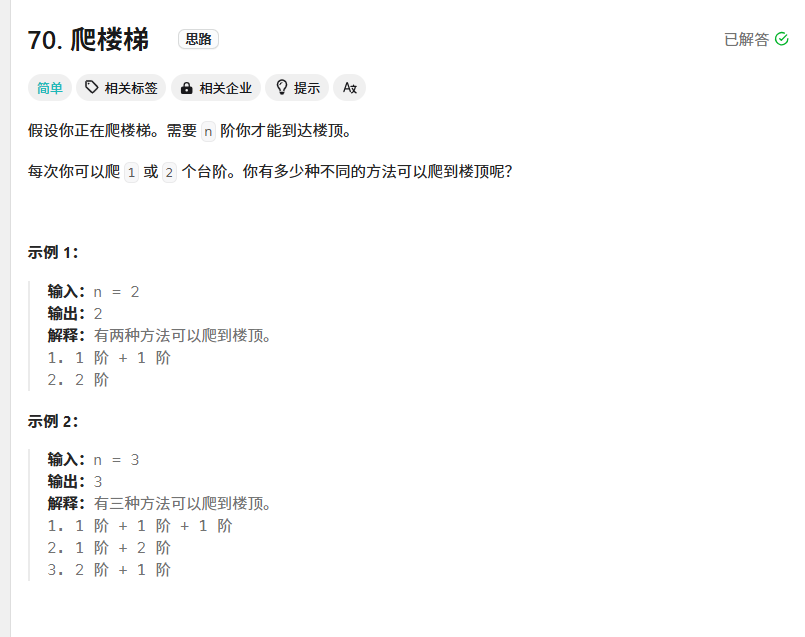 70. 爬楼梯 思路 已解答
简单 相关标签 相关企业 提示
假设你正在爬楼梯。需要 n 阶你才能到达楼顶。
每次你可以爬 1 或 2 个台阶。你有多少种不同的方法可以爬到楼顶呢？
示例 1：
输入：n = 2
输出：2
解释：有两种方法可以爬到楼顶。
1. 1 阶 + 1 阶
2. 2 阶
示例 2：
输入：n = 3
输出：3
解释：有三种方法可以爬到楼顶。
1. 1 阶 + 1 阶 + 1 阶
2. 1 阶 + 2 阶
3. 2 阶 + 1 阶